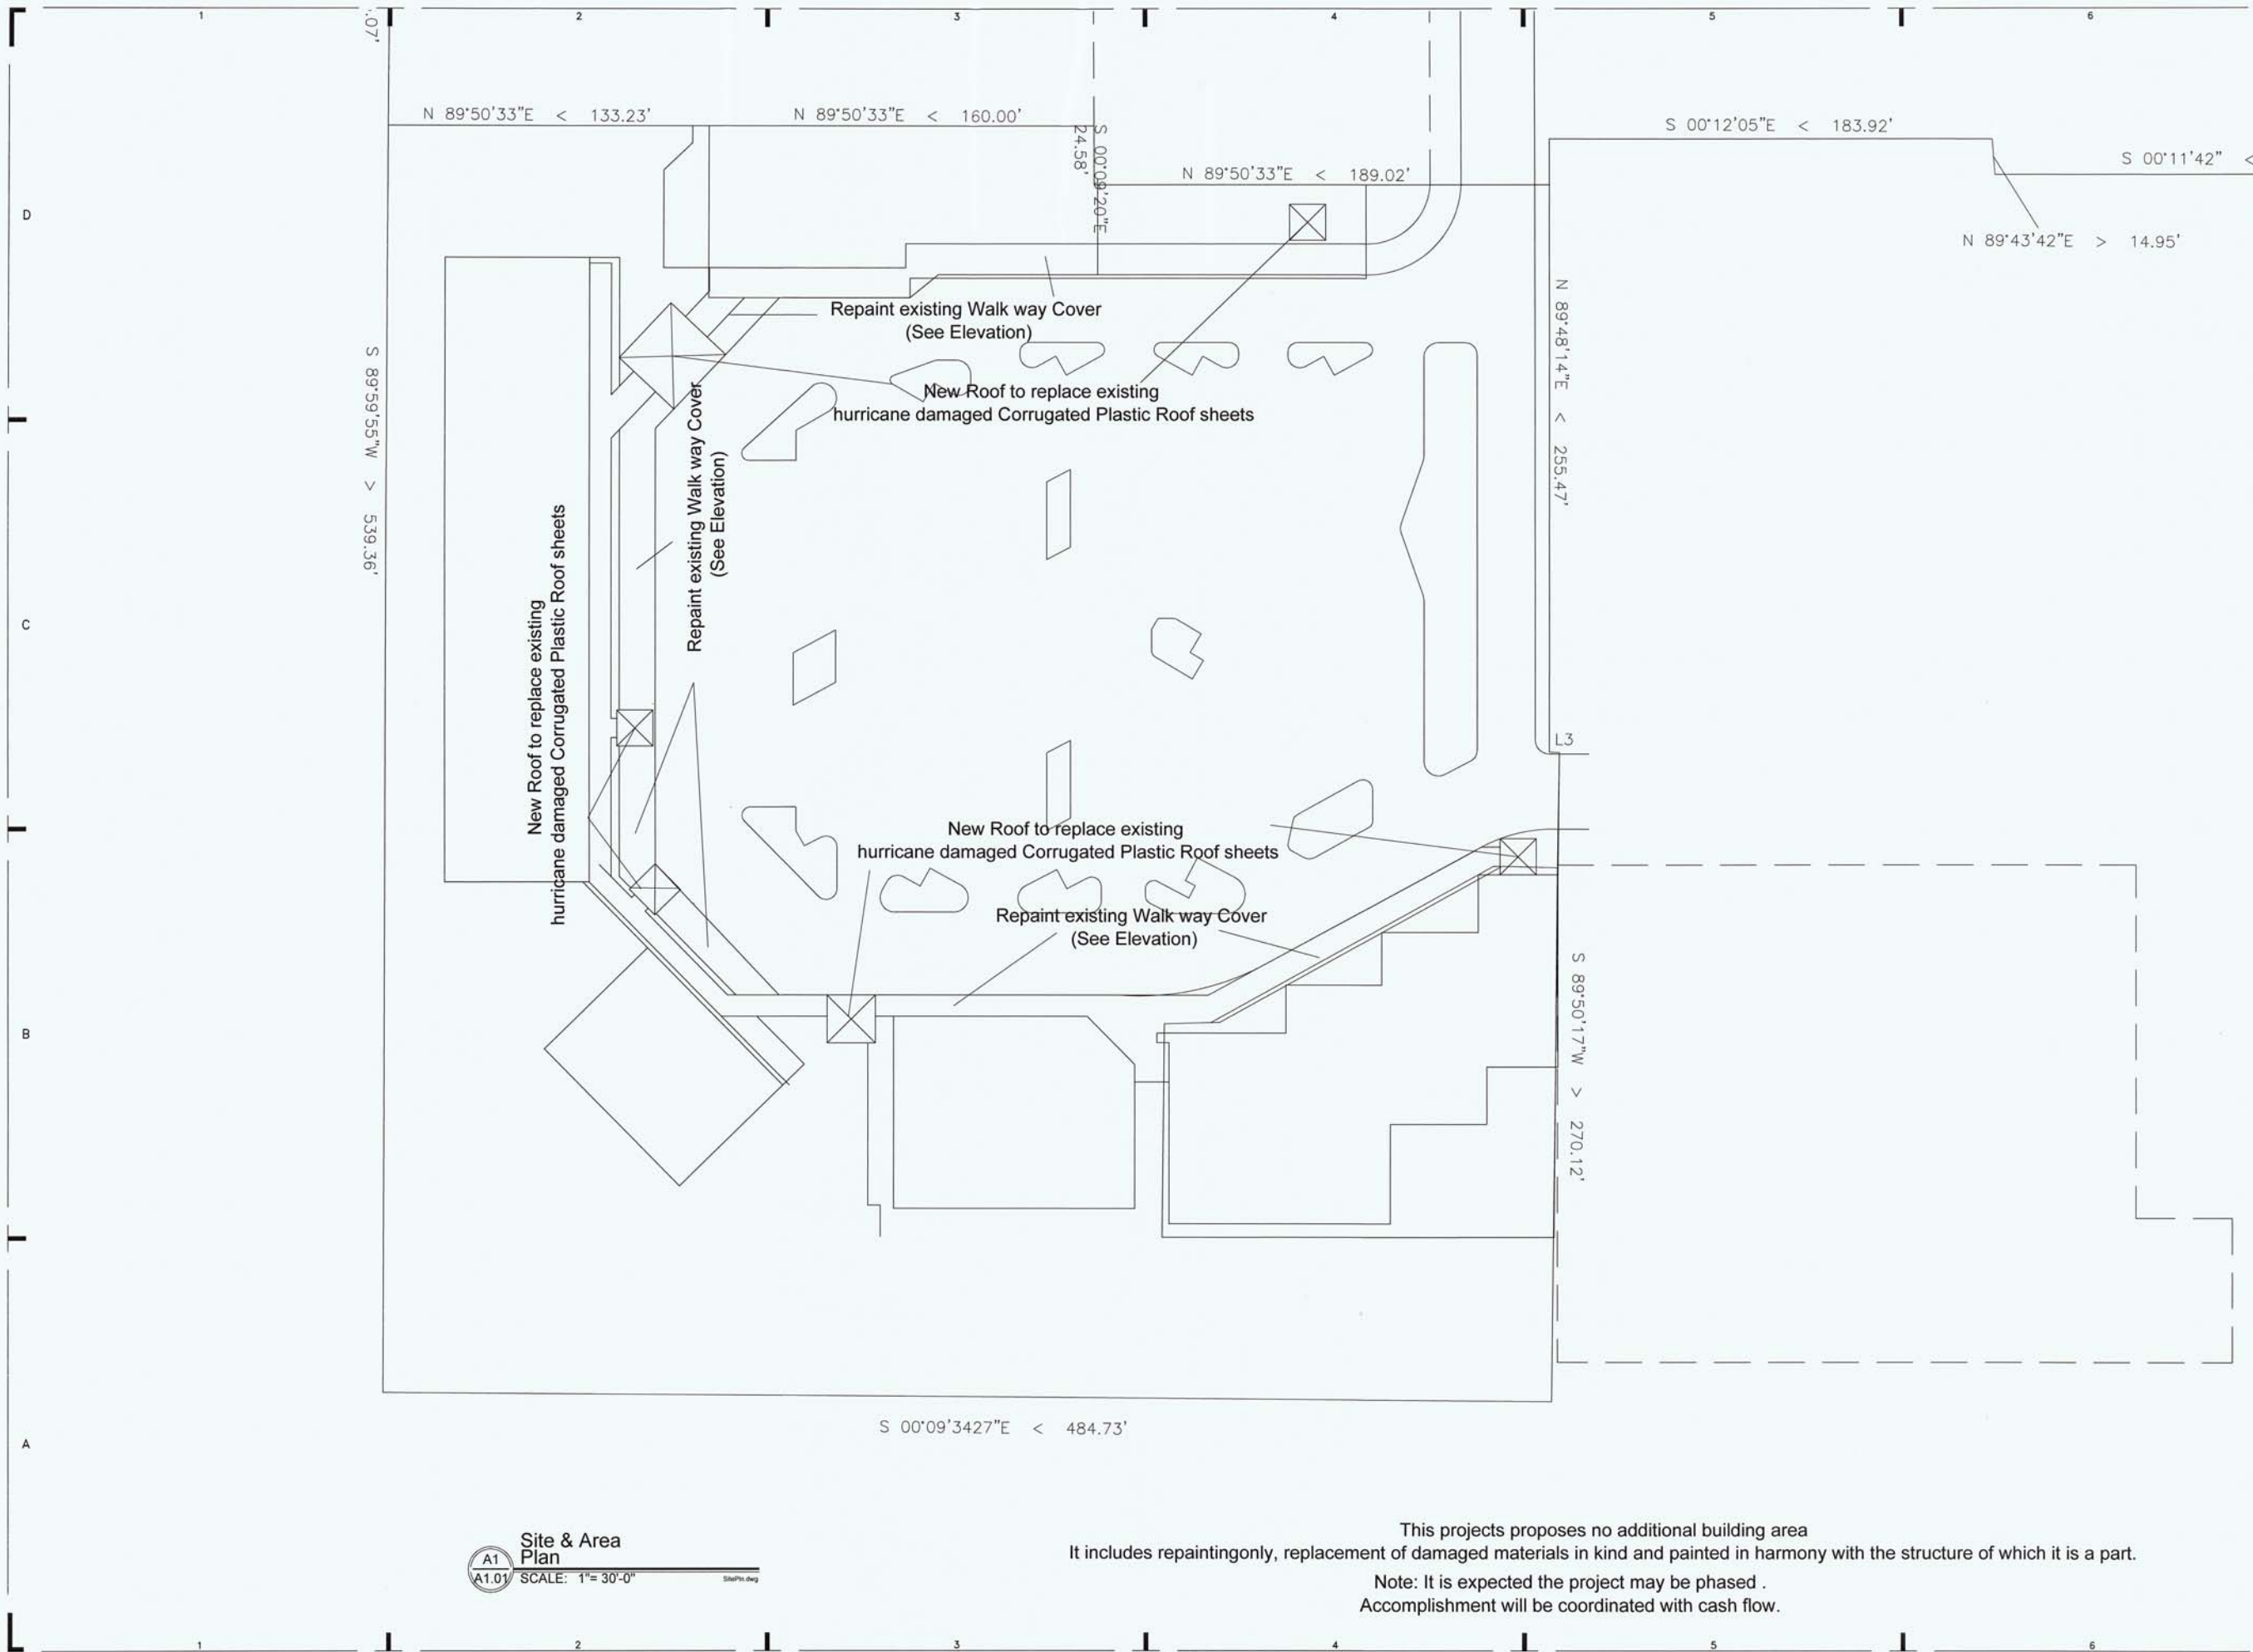 1 2 3 4 5 6
.07'
N 89°50'33"E < 133.23'
N 89°50'33"E < 160.00'
S 00°09'20"E
24.58'
N 89°50'33"E < 189.02'
S 00°12'05"E < 183.92'
S 00°11'42" <
N 89°43'42"E > 14.95'
D
Repaint existing Walk way Cover
(See Elevation)
New Roof to replace existing
hurricane damaged Corrugated Plastic Roof sheets
S 89°59'55"W > 539.36'
N 89°48'14"E < 255.47'
Repaint existing Walk way Cover
(See Elevation)
New Roof to replace existing
hurricane damaged Corrugated Plastic Roof sheets
C
L3
New Roof to replace existing
hurricane damaged Corrugated Plastic Roof sheets
Repaint existing Walk way Cover
(See Elevation)
S 89°50'17"W > 270.12'
B
S 00°09'3427"E < 484.73'
A
A1
A1.01
Site & Area
Plan
SCALE: 1"= 30'-0"
SitePln.dwg
This projects proposes no additional building area
It includes repaintingonly, replacement of damaged materials in kind and painted in harmony with the structure of which it is a part.
Note: It is expected the project may be phased .
Accomplishment will be coordinated with cash flow.
1 2 3 4 5 6